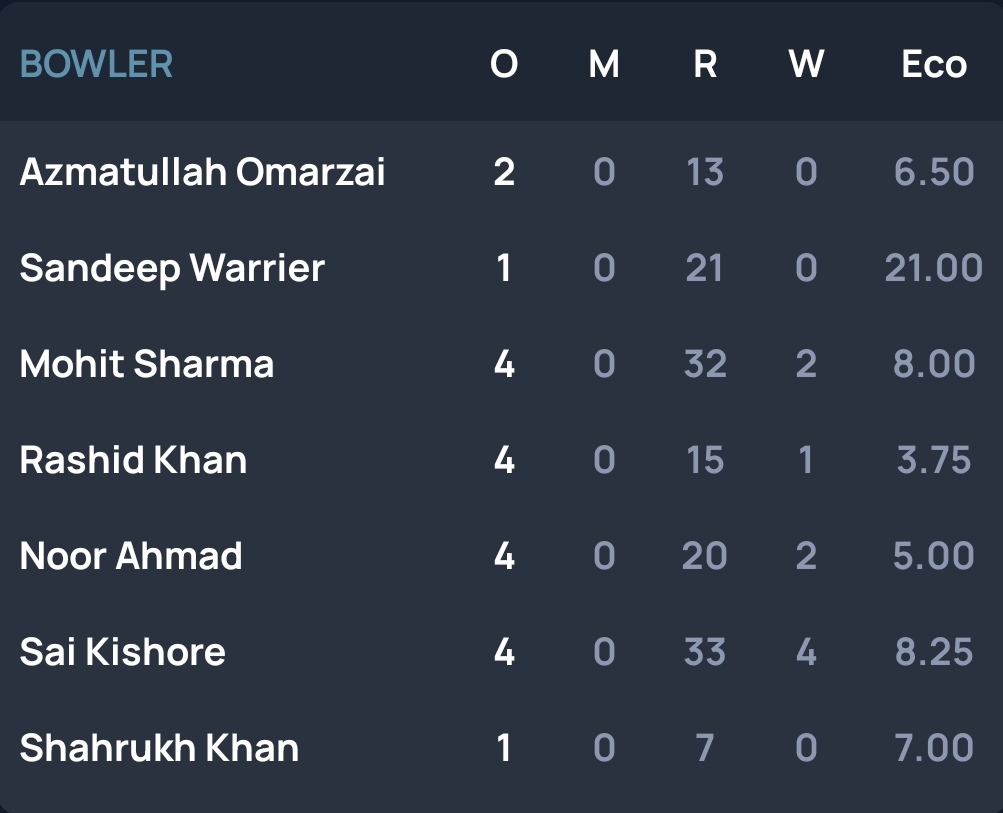 BOWLER O M R W Eco
Azmatullah Omarzai 2 0 13 0 6.50
Sandeep Warrier 1 0 21 0 21.00
Mohit Sharma 4 0 32 2 8.00
Rashid Khan 4 0 15 1 3.75
Noor Ahmad 4 0 20 2 5.00
Sai Kishore 4 0 33 4 8.25
Shahrukh Khan 1 0 7 0 7.00